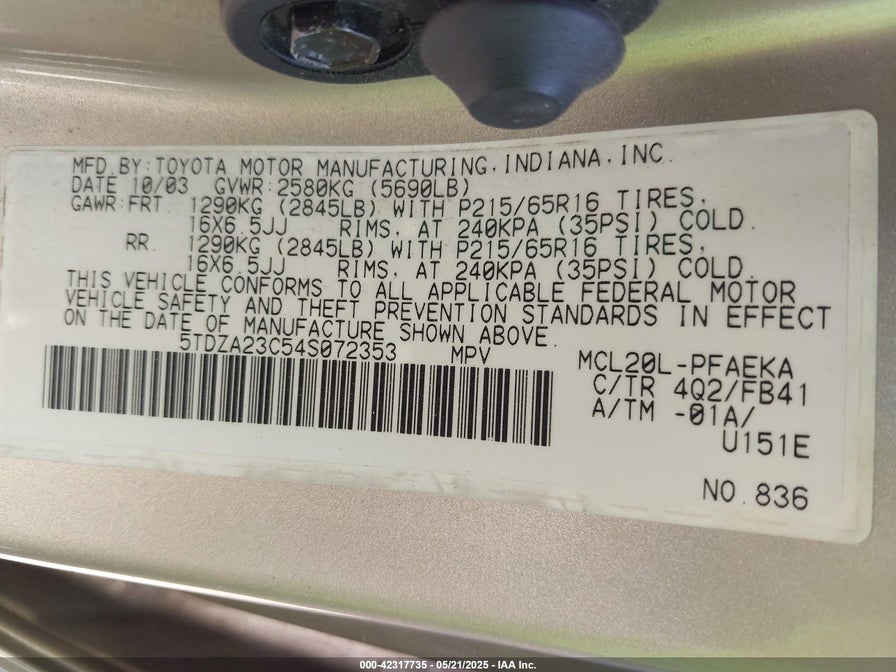 MFD.BY:TOYOTA MOTOR MANUFACTURING,INDIANA,INC.
DATE 10/03 GVWR:2580KG (5690LB)
GAWR:FRT. 1290KG (2845LB) WITH P215/65R16 TIRES,
16X6.5JJ RIMS, AT 240KPA (35PSI) COLD.
RR. 1290KG (2845LB) WITH P215/65R16 TIRES,
16X6.5JJ RIMS, AT 240KPA (35PSI) COLD.
THIS VEHICLE CONFORMS TO ALL APPLICABLE FEDERAL MOTOR
VEHICLE SAFETY AND THEFT PREVENTION STANDARDS IN EFFECT
ON THE DATE OF MANUFACTURE SHOWN ABOVE.
5TDZA23C54S072353 MPV
MCL20L-PFAEKA
C/TR 4Q2/FB41
A/TM -01A/
U151E
NO.836
000-42317735 - 05/21/2025 - IAA Inc.